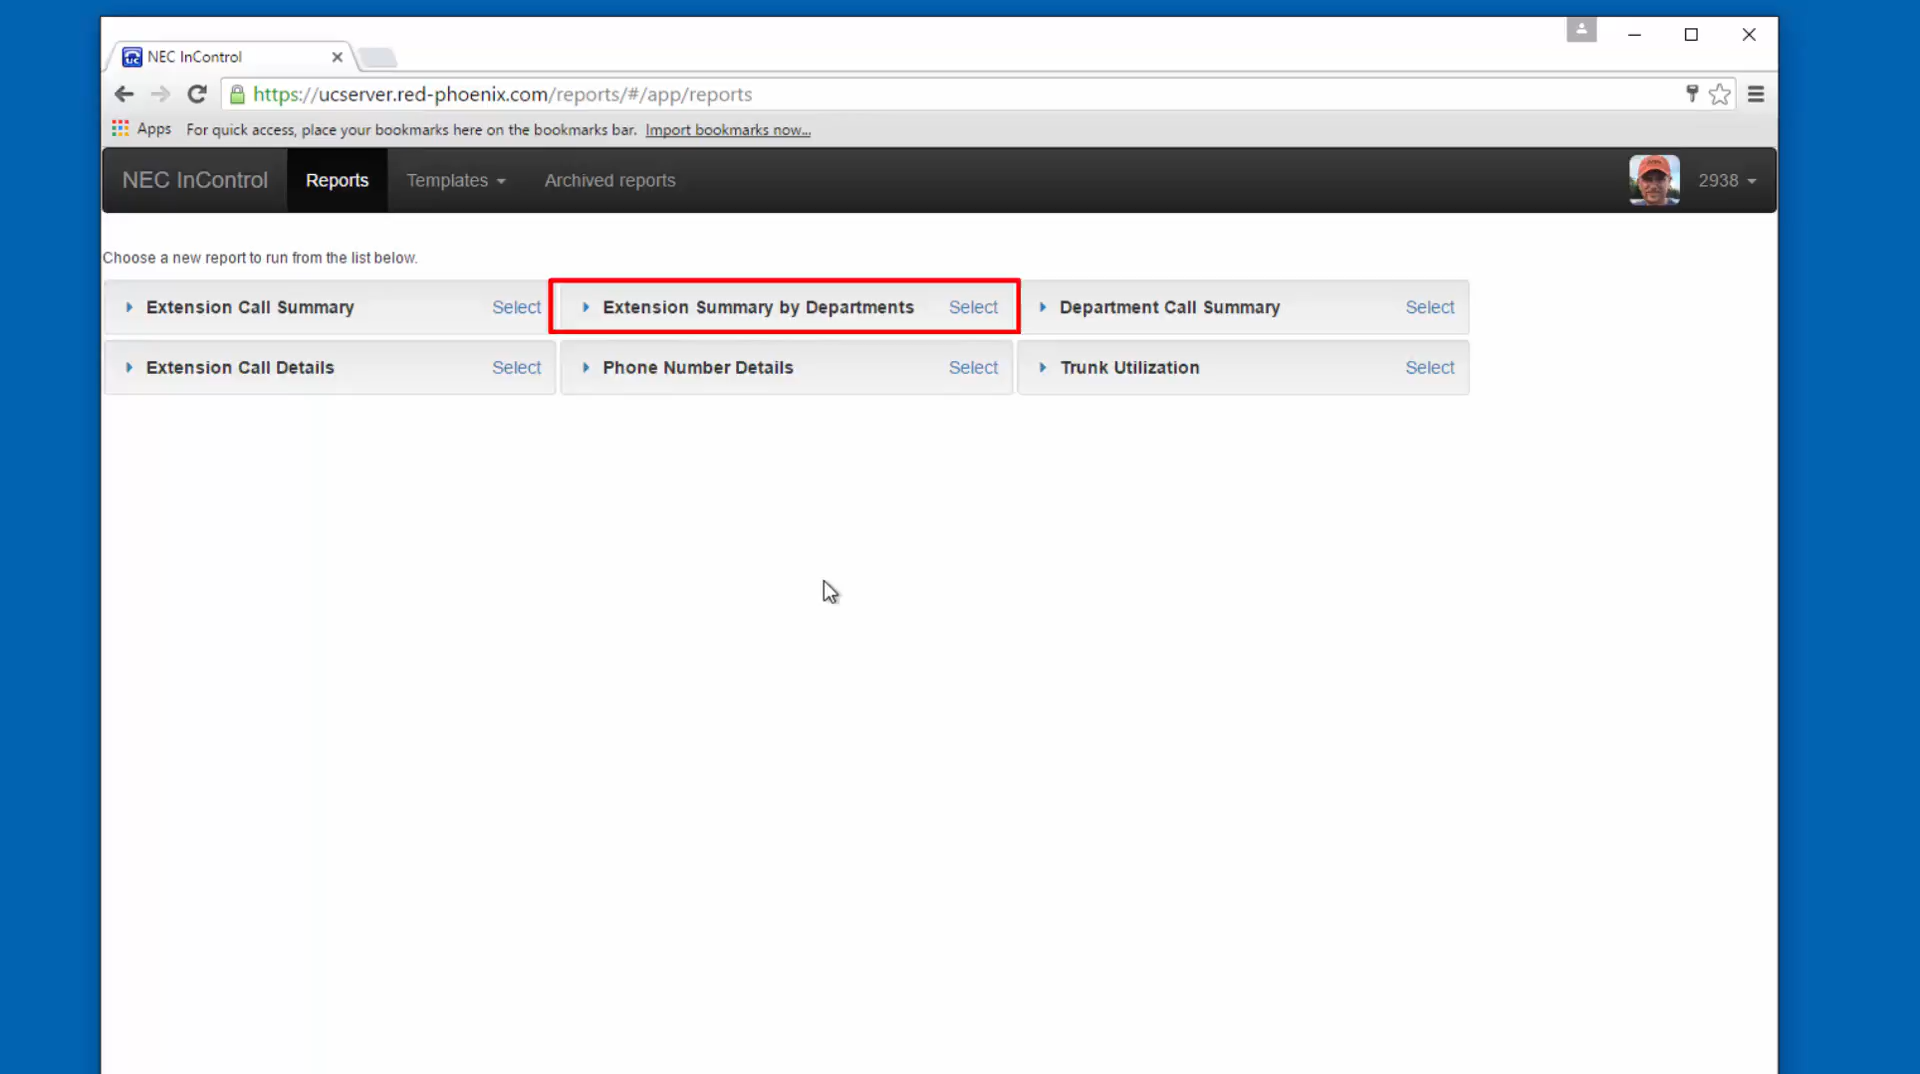 NEC InControl
https://ucserver.red-phoenix.com/reports/#/app/reports
Apps For quick access, place your bookmarks here on the bookmarks bar. Import bookmarks now...
NEC InControl Reports Templates Archived reports 2938
Choose a new report to run from the list below.
Extension Call Summary Select Extension Summary by Departments Select Department Call Summary Select
Extension Call Details Select Phone Number Details Select Trunk Utilization Select